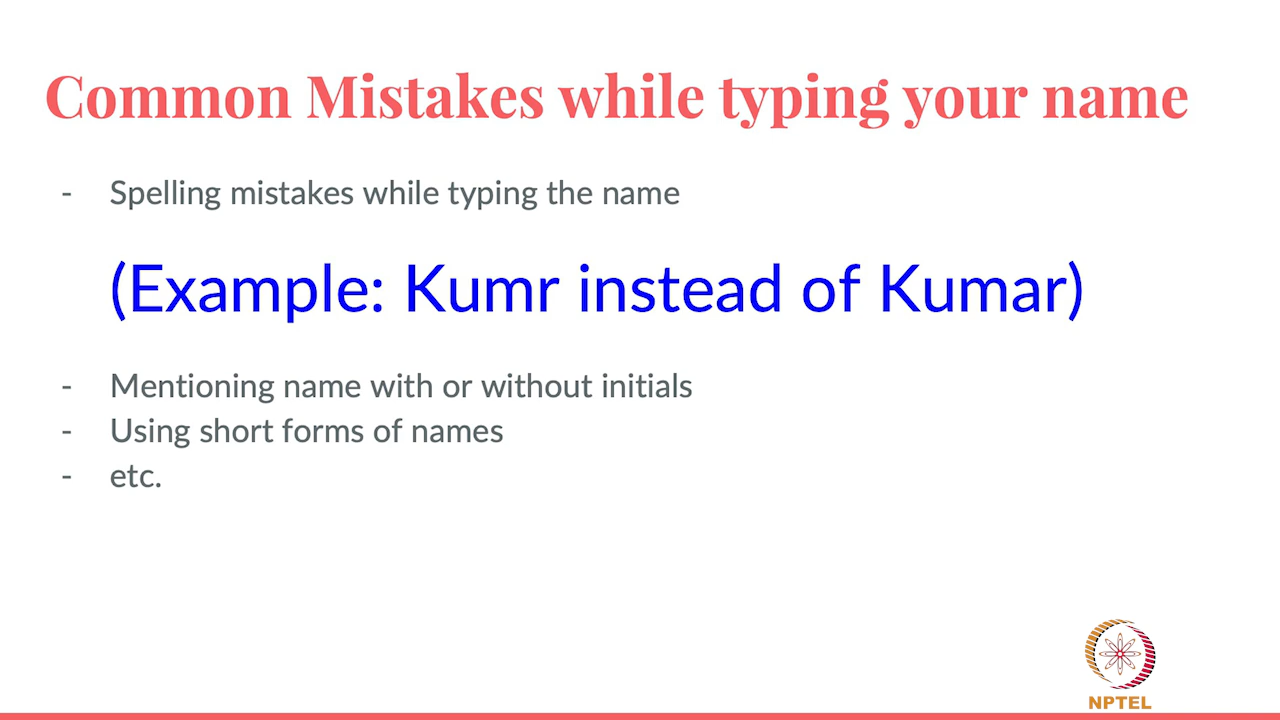 Common Mistakes while typing your name
- Spelling mistakes while typing the name
(Example: Kumr instead of Kumar)
- Mentioning name with or without initials
- Using short forms of names
- etc.
NPTEL